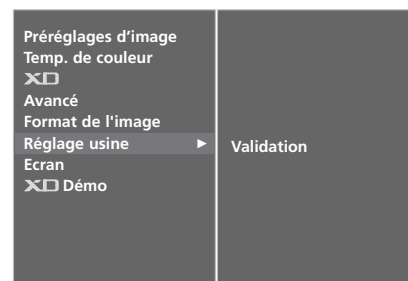 Préréglages d’image
Temp. de couleur
XD
Avancé
Format de l'image
Réglage usine ►
Validation
Ecran
XD Démo